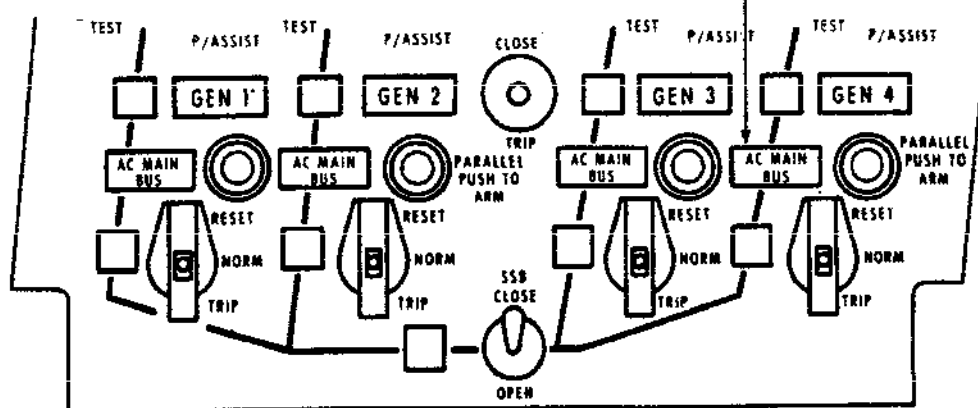 TEST P/ASSIST TEST P/ASSIST CLOSE TEST P/ASSIST TEST P/ASSIST
GEN 1 GEN 2 GEN 3 GEN 4
TRIP
AC MAIN BUS
AC MAIN BUS
PARALLEL PUSH TO ARM
AC MAIN BUS
AC MAIN BUS
PARALLEL PUSH TO ARM
RESET RESET RESET RESET
NORM NORM NORM NORM
TRIP TRIP TRIP TRIP
SSB
CLOSE
OPEN